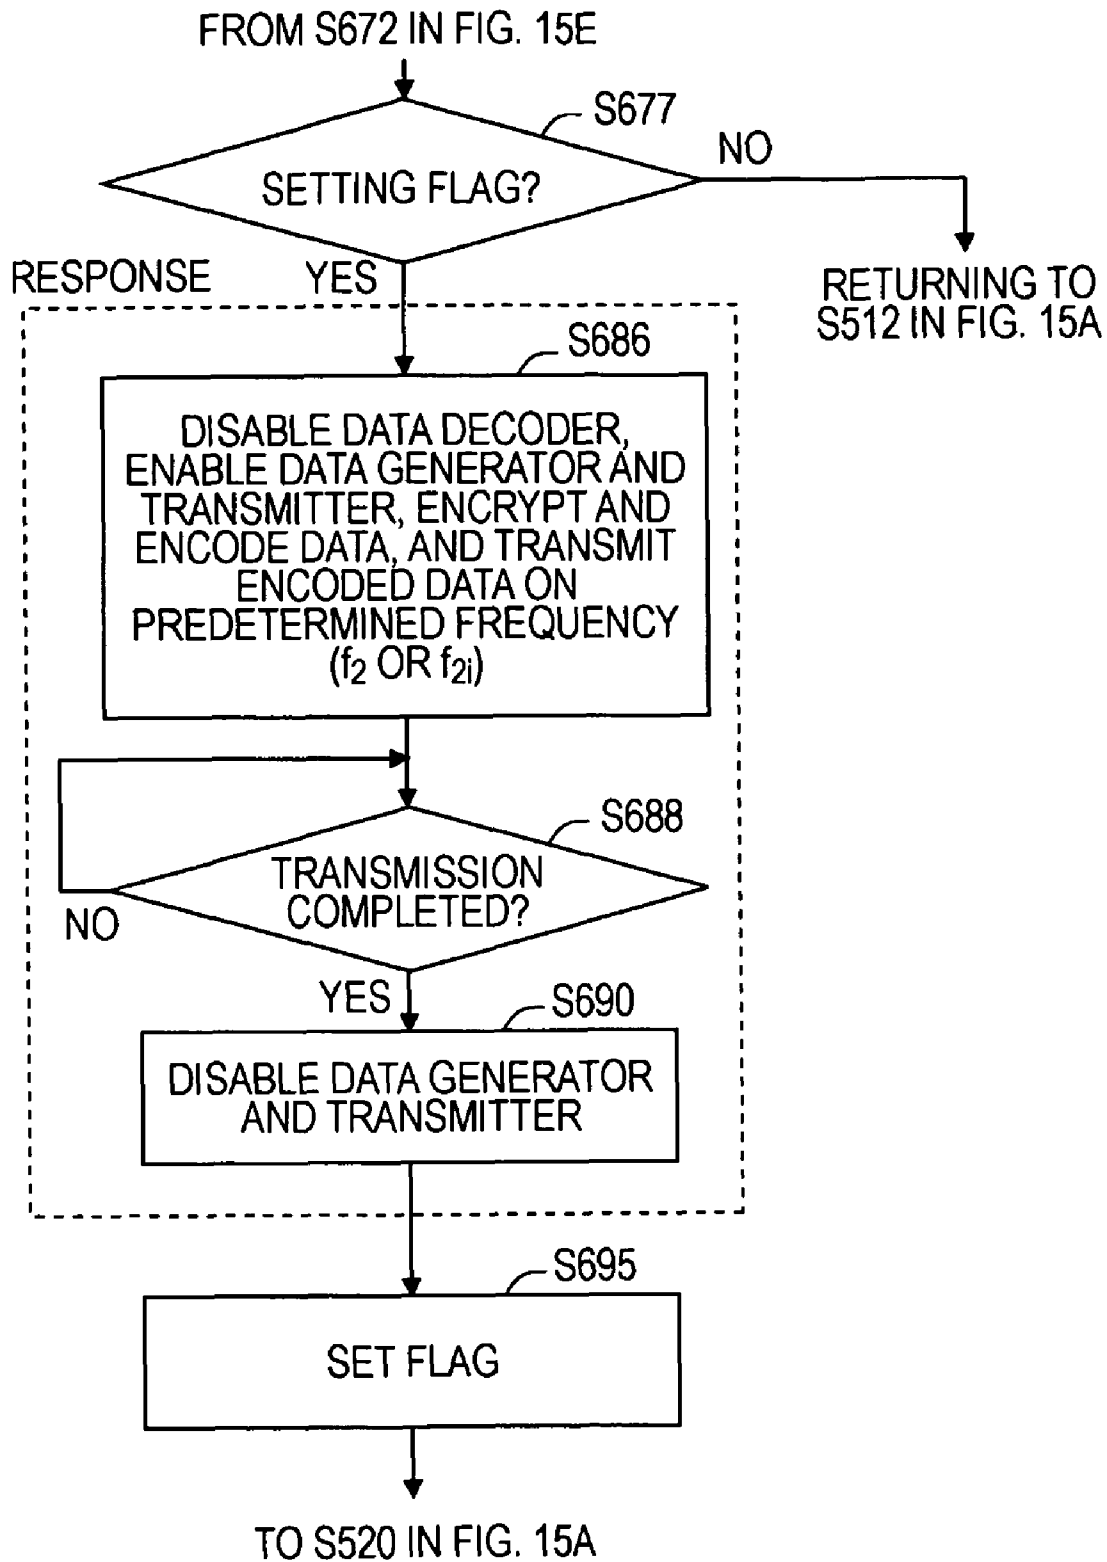 FROM S672 IN FIG. 15E
S677
NO
SETTING FLAG?
RESPONSE
YES
RETURNING TO
S512 IN FIG. 15A
S686
DISABLE DATA DECODER,
ENABLE DATA GENERATOR AND
TRANSMITTER, ENCRYPT AND
ENCODE DATA, AND TRANSMIT
ENCODED DATA ON
PREDETERMINED FREQUENCY
(f2 OR f2i)
S688
TRANSMISSION
COMPLETED?
NO
YES
S690
DISABLE DATA GENERATOR
AND TRANSMITTER
S695
SET FLAG
TO S520 IN FIG. 15A